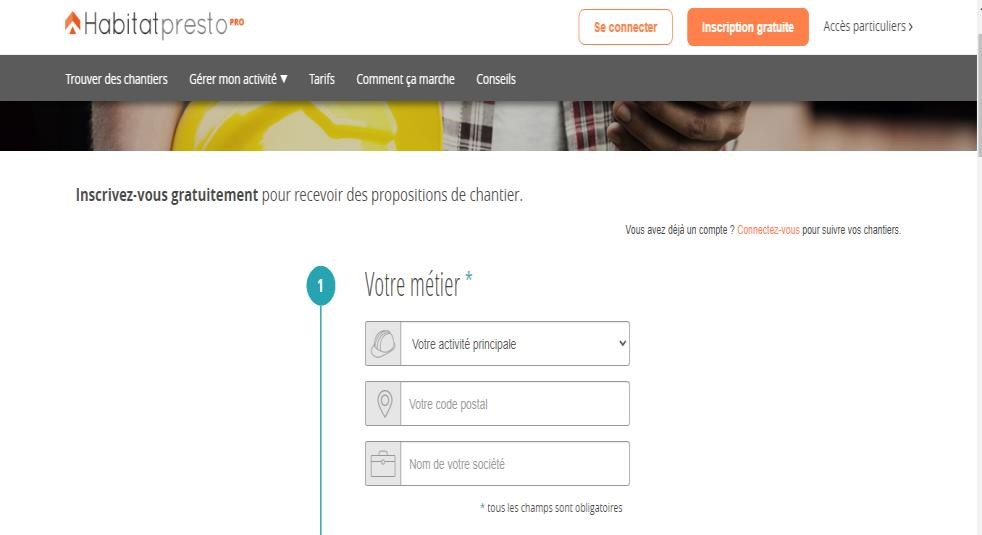 Habitatpresto PRO
Se connecter
Inscription gratuite
Accès particuliers >
Trouver des chantiers
Gérer mon activité ▼
Tarifs
Comment ça marche
Conseils
Inscrivez-vous gratuitement pour recevoir des propositions de chantier.
Vous avez déjà un compte ? Connectez-vous pour suivre vos chantiers.
1
Votre métier *
Votre activité principale
Votre code postal
Nom de votre société
* tous les champs sont obligatoires